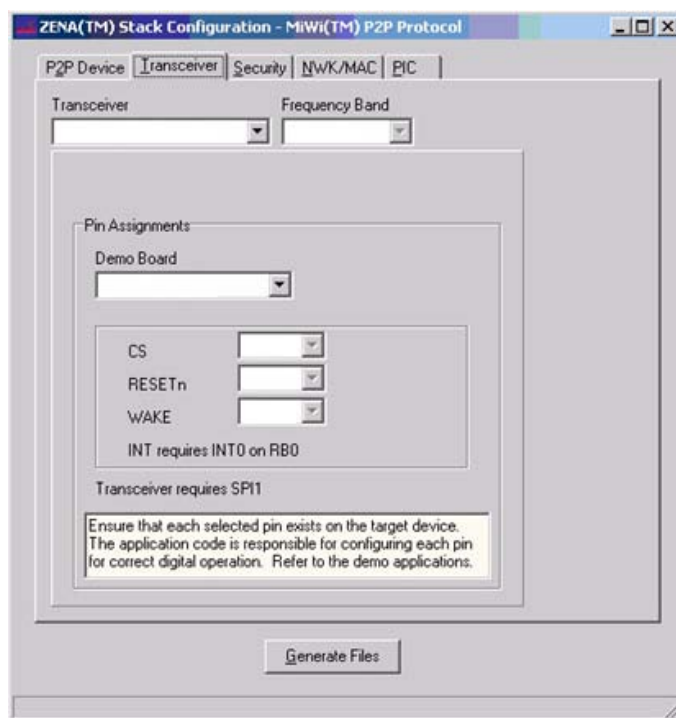 ZENA(TM) Stack Configuration - MiWi(TM) P2P Protocol
P2P Device Transceiver Security NWK/MAC PIC
Transceiver Frequency Band
Pin Assignments
Demo Board
CS
RESETn
WAKE
INT requires INT0 on RB0
Transceiver requires SPI1
Ensure that each selected pin exists on the target device.
The application code is responsible for configuring each pin
for correct digital operation. Refer to the demo applications.
Generate Files